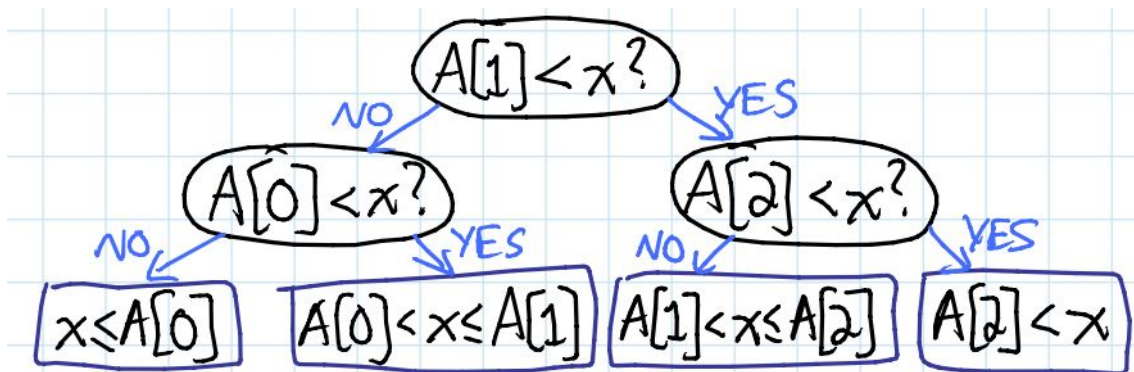 A[1]<x?
NO YES
A[0]<x? A[2]<x?
NO YES NO YES
x≤A[0] A[0]<x≤A[1] A[1]<x≤A[2] A[2]<x